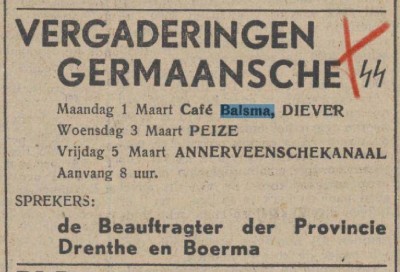 VERGADERINGEN
GERMAANSCHE ᛋᛋ
Maandag 1 Maart Café Balsma, DIEVER
Woensdag 3 Maart PEIZE
Vrijdag 5 Maart ANNERVEENSCHEKANAAL
Aanvang 8 uur.
SPREKERS:
de Beauftragter der Provincie
Drenthe en Boerma